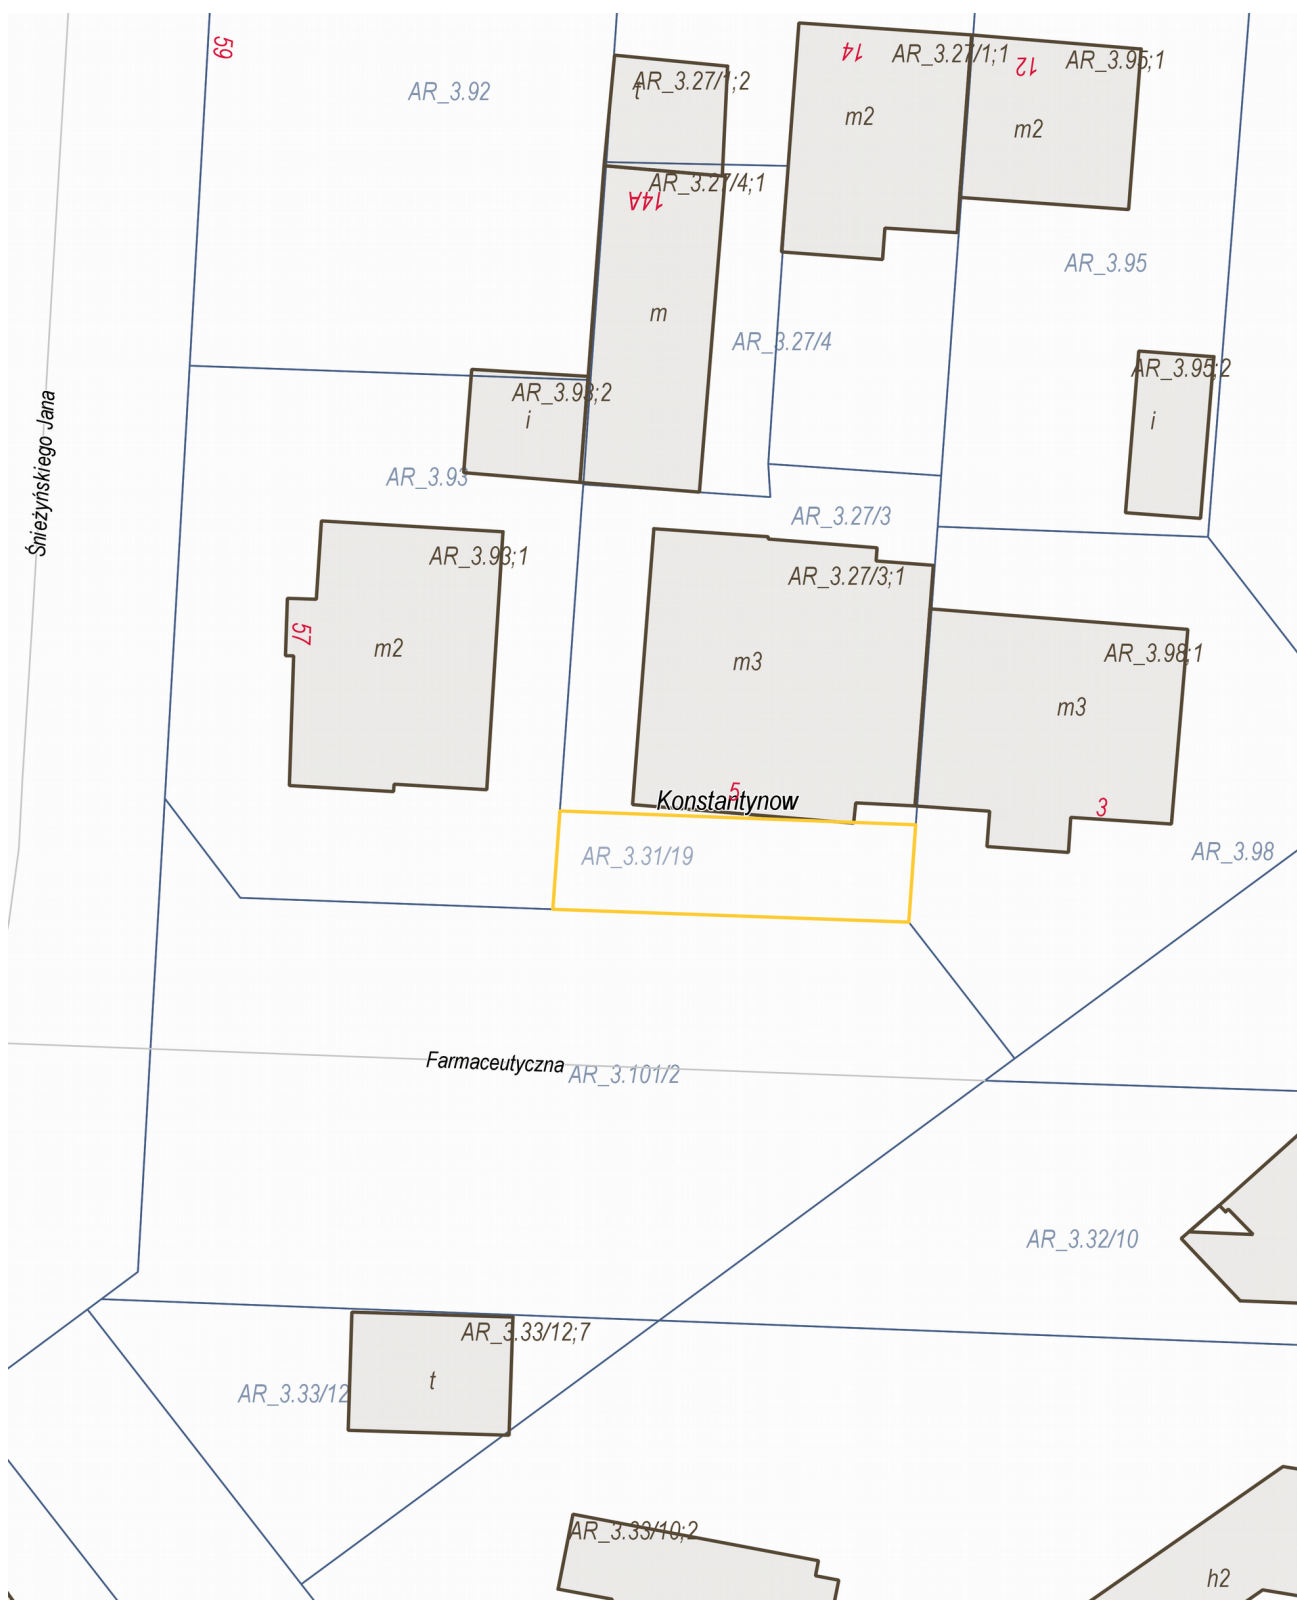 59
AR_3.92
AR_3.27/1;2
t
14
AR_3.27/1;1
m2
12
AR_3.95;1
m2
AR_3.27/4;1
14A
m
AR_3.95
AR_3.27/4
AR_3.95;2
i
AR_3.93;2
i
AR_3.93
Śnieżyńskiego Jana
AR_3.27/3
AR_3.93;1
57
m2
AR_3.27/3;1
m3
AR_3.98;1
m3
5
Konstantynow
3
AR_3.31/19
AR_3.98
Farmaceutyczna
AR_3.101/2
AR_3.32/10
AR_3.33/12;7
t
AR_3.33/12
AR_3.33/10;2
h2